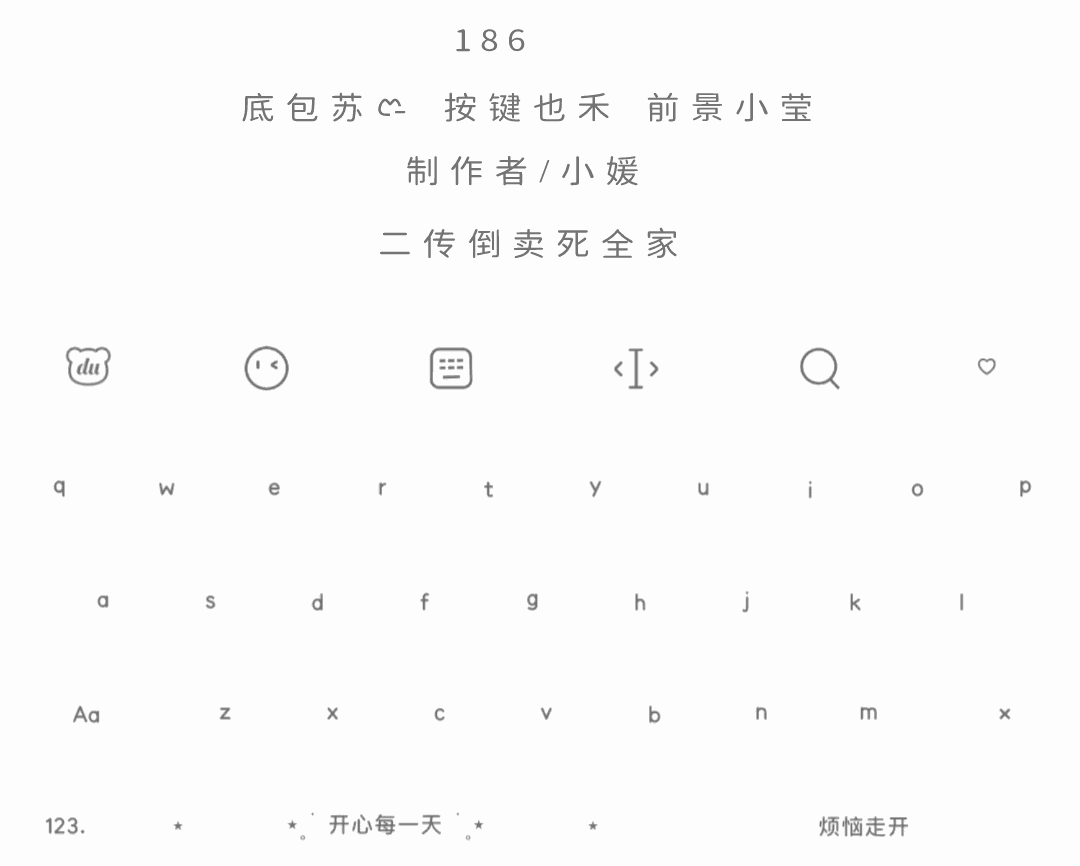 186
底包苏ෆ 按键也禾 前景小莹
制作者/小媛
二传倒卖死全家
du
q w e r t y u i o p
a s d f g h j k l
Aa z x c v b n m ×
123. ⋆ ⋆。˙ 开心每一天 ˙。⋆ ⋆ 烦恼走开